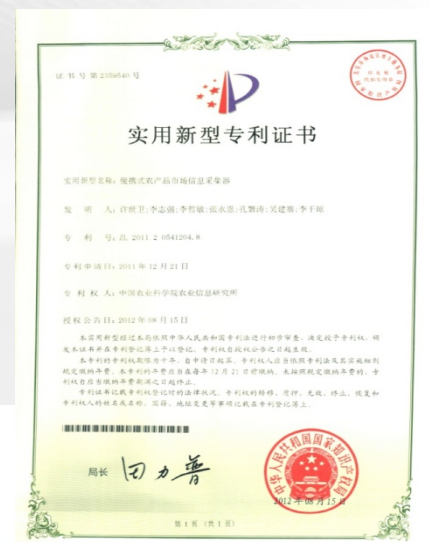 证书号第2359540号
实用新型专利证书
实用新型名称：便携式农产品市场信息采集器
发 明 人：许世卫;李志强;李哲敏;张永恩;孔繁涛;吴建寨;李干琼
专 利 号：ZL 2011 2 0541204.8
专利申请日：2011年12月21日
专 利 权 人：中国农业科学院农业信息研究所
授权公告日：2012年08月15日
本实用新型经过本局依照中华人民共和国专利法进行初步审查，决定授予专利权，颁
发本证书并在专利登记簿上予以登记。专利权自授权公告之日起生效。
本专利的专利权期限为十年，自申请日起算。专利权人应当依照专利法及其实施细则
规定缴纳年费。本专利的年费应当在每年12月21日前缴纳。未按照规定缴纳年费的，专
利权自应当缴纳年费期满之日起终止。
专利证书记载专利权登记时的法律状况。专利权的转移、质押、无效、终止、恢复和
专利权人的姓名或名称、国籍、地址变更等事项记载在专利登记簿上。
局长 田力普
中华人民共和国国家知识产权局
2012年08月15日
第1页（共1页）